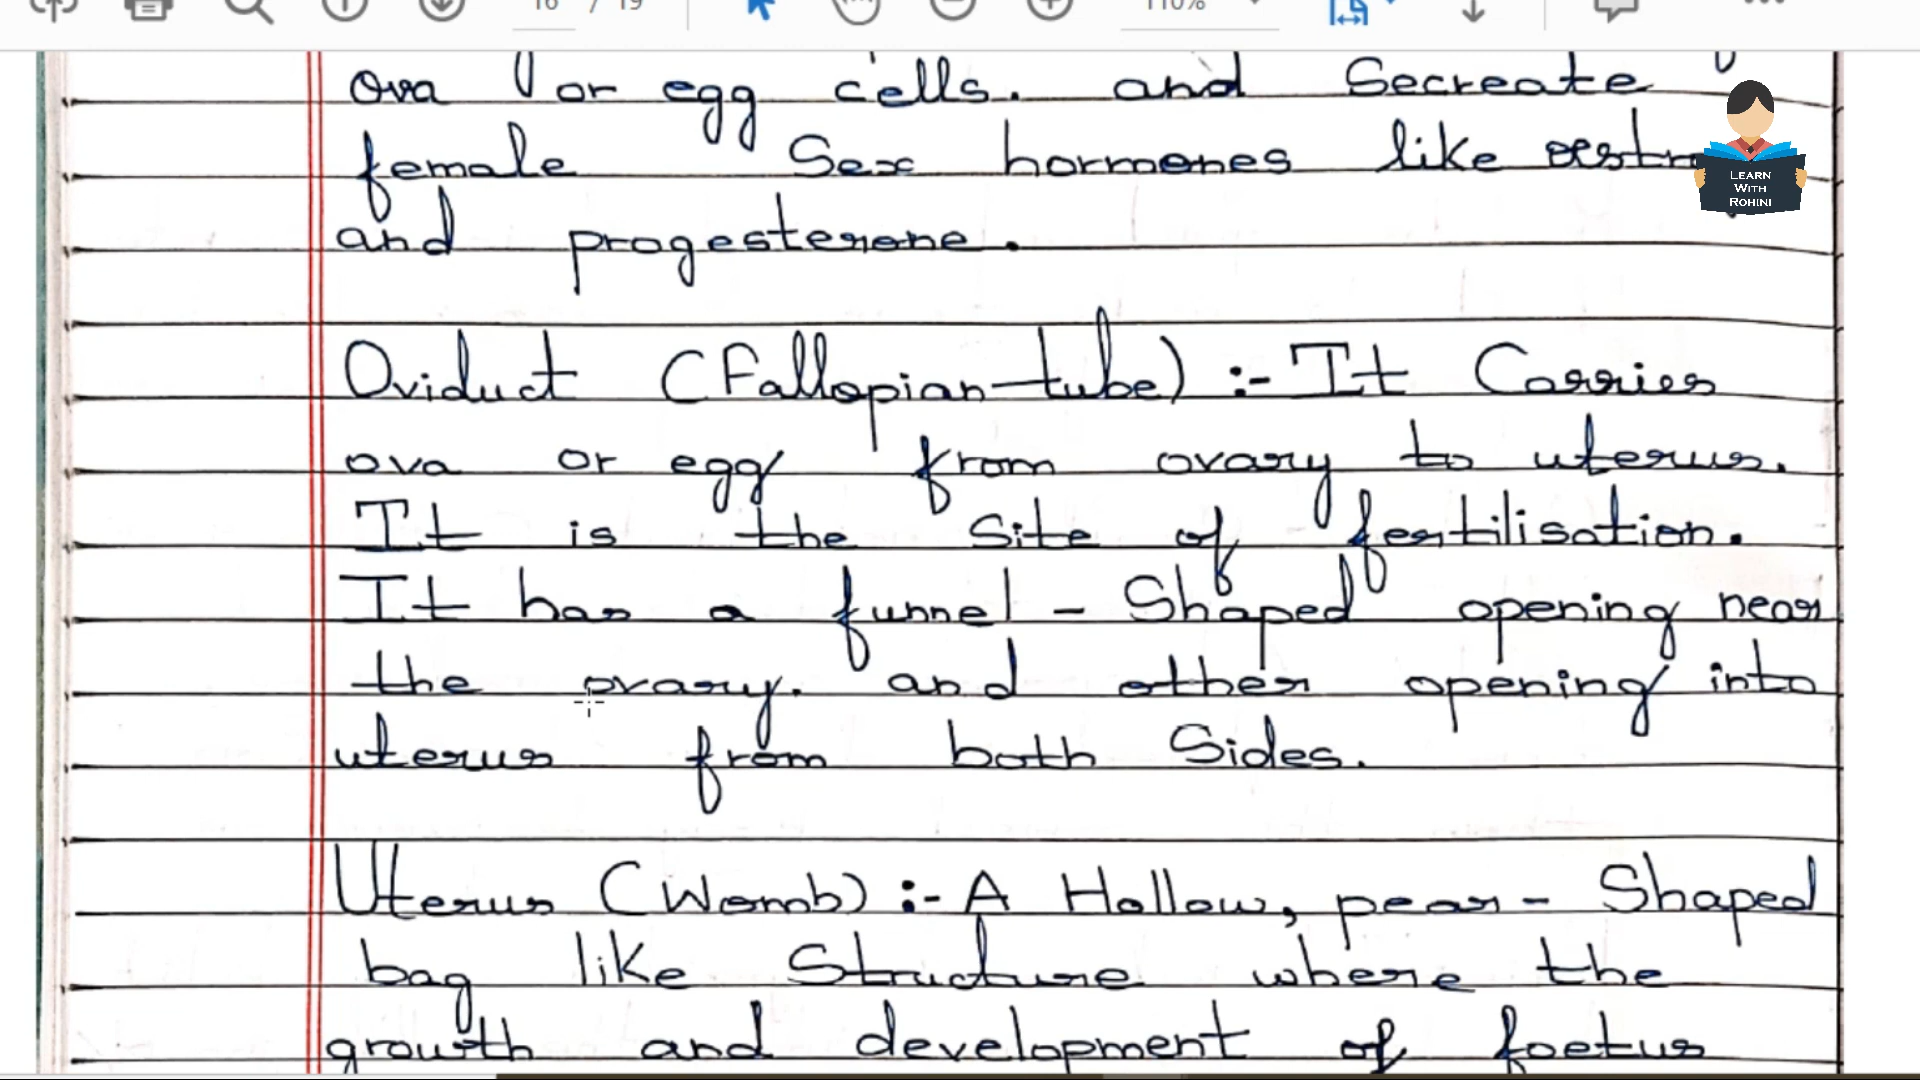 16 / 19 110%
ova or egg cells. and Secreate
female Sex hormones like
and progesterone.
Oviduct (Fallopian-tube) :- It Carries
ova or egg from ovary to uterus.
It is the Site of fertilisation.
It has a funnel - Shaped opening near
the ovary. and other opening into
uterus from both Sides.
Uterus (Womb) :- A Hollow, pear - Shaped
bag like Structure where the
growth and development of foetus
LEARN
WITH
ROHINI